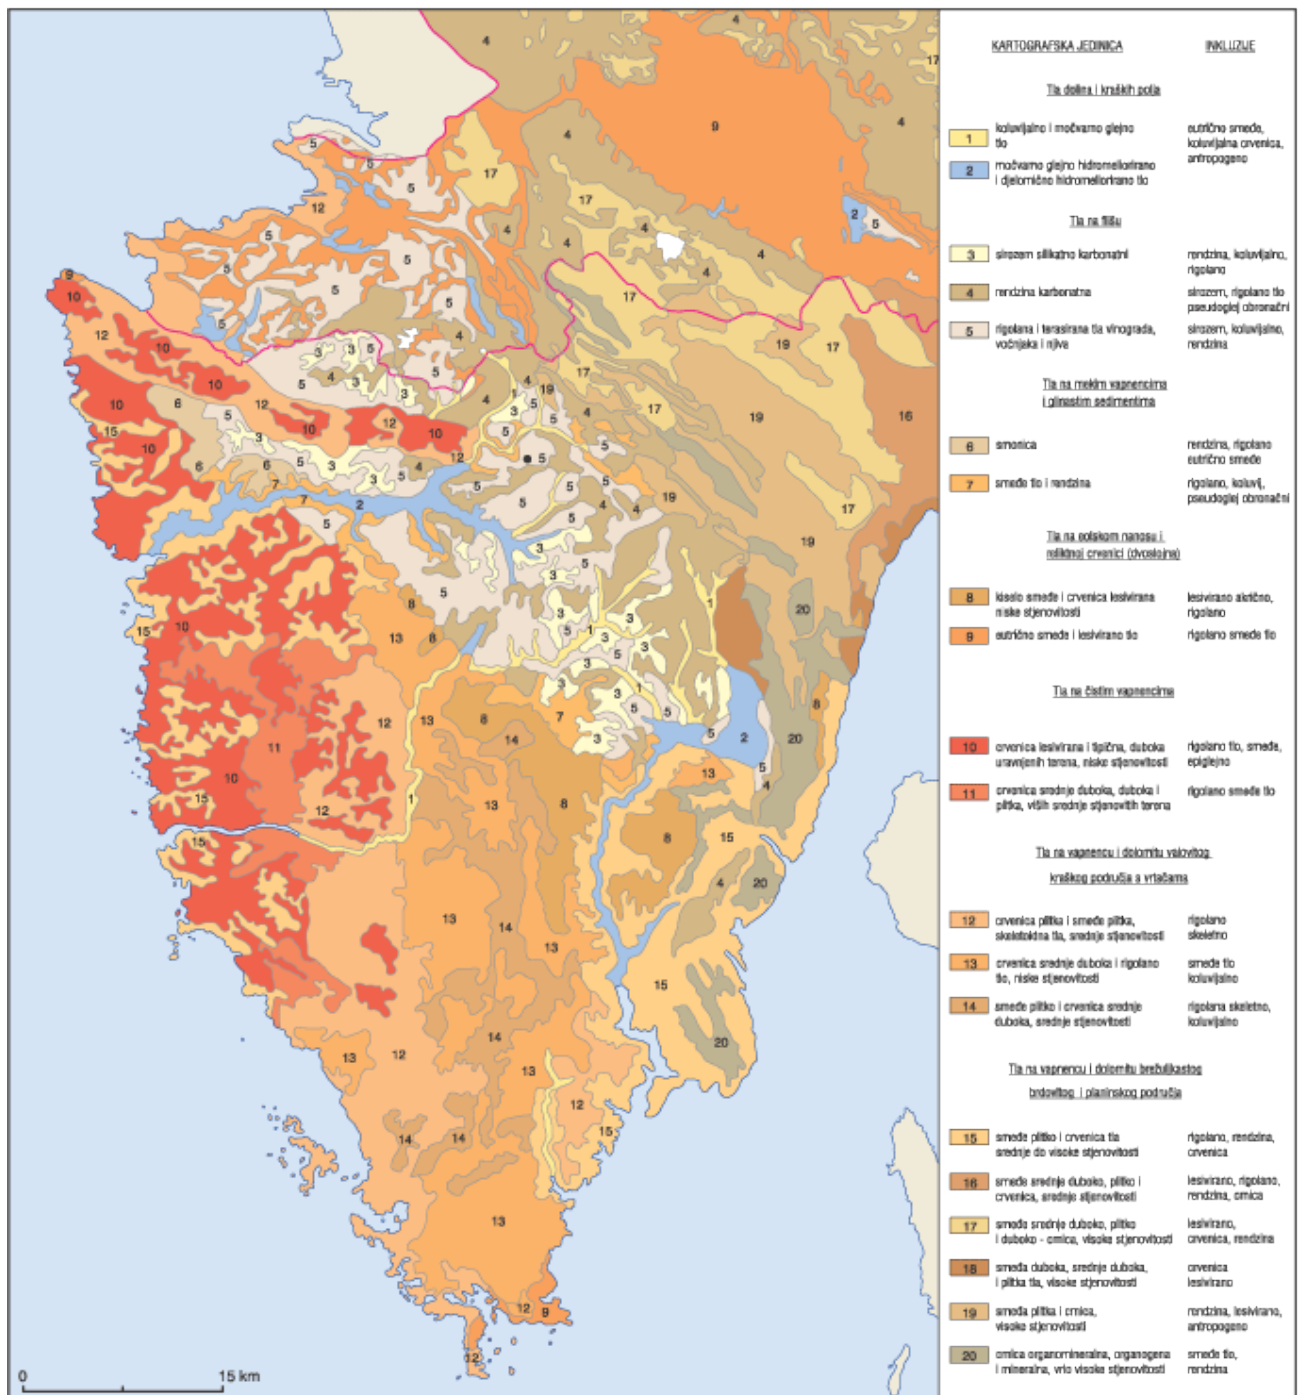 KARTOGRAFSKA JEDINICA INKLUZIJE
Tla dolina i kraških polja
1 koluvijalno i močvarno glejno tlo
eutrično smeđe, koluvijalna crvenica, antropogeno
2 močvarno glejno hidromeliorirano
i djelomično hidromeliorirano tlo
Tla na flišu
3 sirozem silikatno karbonatni
rendzina, koluvijalno,
rigolano
4 rendzina karbonatna
sirozem, rigolano tlo
pseudoglej obronačni
5 rigolana i terasirana tla vinograda,
voćnjaka i njiva
sirozem, koluvijalno,
rendzina
Tla na mekim vapnencima
i glinastim sedimentima
6 smonica
rendzina, rigolano
eutrično smeđe
7 smeđe tlo i rendzina
rigolano, koluvij,
pseudoglej obronačni
Tla na eolskom nanosu i
reliktnoj crvenici (dvoslojna)
8 kiselo smeđe i crvenica lesivirana
niske stjenovitosti
lesivirano akrično,
rigolano
9 eutrično smeđe i lesivirano tlo
rigolano smeđe tlo
Tla na čistim vapnencima
10 crvenica lesivirana i tipična, duboka
uravnjenih terena, niske stjenovitosti
rigolano tlo, smeđe,
epiglejno
11 crvenica srednje duboka, duboka i
plitka, viših srednje stjenovitih terena
rigolano smeđe tlo
Tla na vapnencu i dolomitu valovitog
kraškog područja s vrtačama
12 crvenica plitka i smeđe plitka,
skeletoidna tla, srednje stjenovitosti
rigolano
skeletno
13 crvenica srednje duboka i rigolano
tlo, niske stjenovitosti
smeđe tlo
koluvijalno
14 smeđe plitko i crvenica srednje
duboka, srednje stjenovitosti
rigolana skeletno,
koluvijalno
Tla na vapnencu i dolomitu brežuljkastog
brdovitog i planinskog područja
15 smeđe plitko i crvenica tla
srednje do visoke stjenovitosti
rigolano, rendzina,
crvenica
16 smeđe srednje duboko, plitko i
crvenica, srednje stjenovitosti
lesivirano, rigolano,
rendzina, crnica
17 smeđe srednje duboko, plitko
i duboko - crnica, visoke stjenovitosti
lesivirano,
crvenica, rendzina
18 smeđa duboka, srednje duboka,
i plitka tla, visoke stjenovitosti
crvenica
lesivirano
19 smeđa plitka i crnica,
visoke stjenovitosti
rendzina, lesivirano,
antropogeno
20 crnica organomineralna, organogena
i mineralna, vrlo visoke stjenovitosti
smeđe tlo,
rendzina
0 15 km